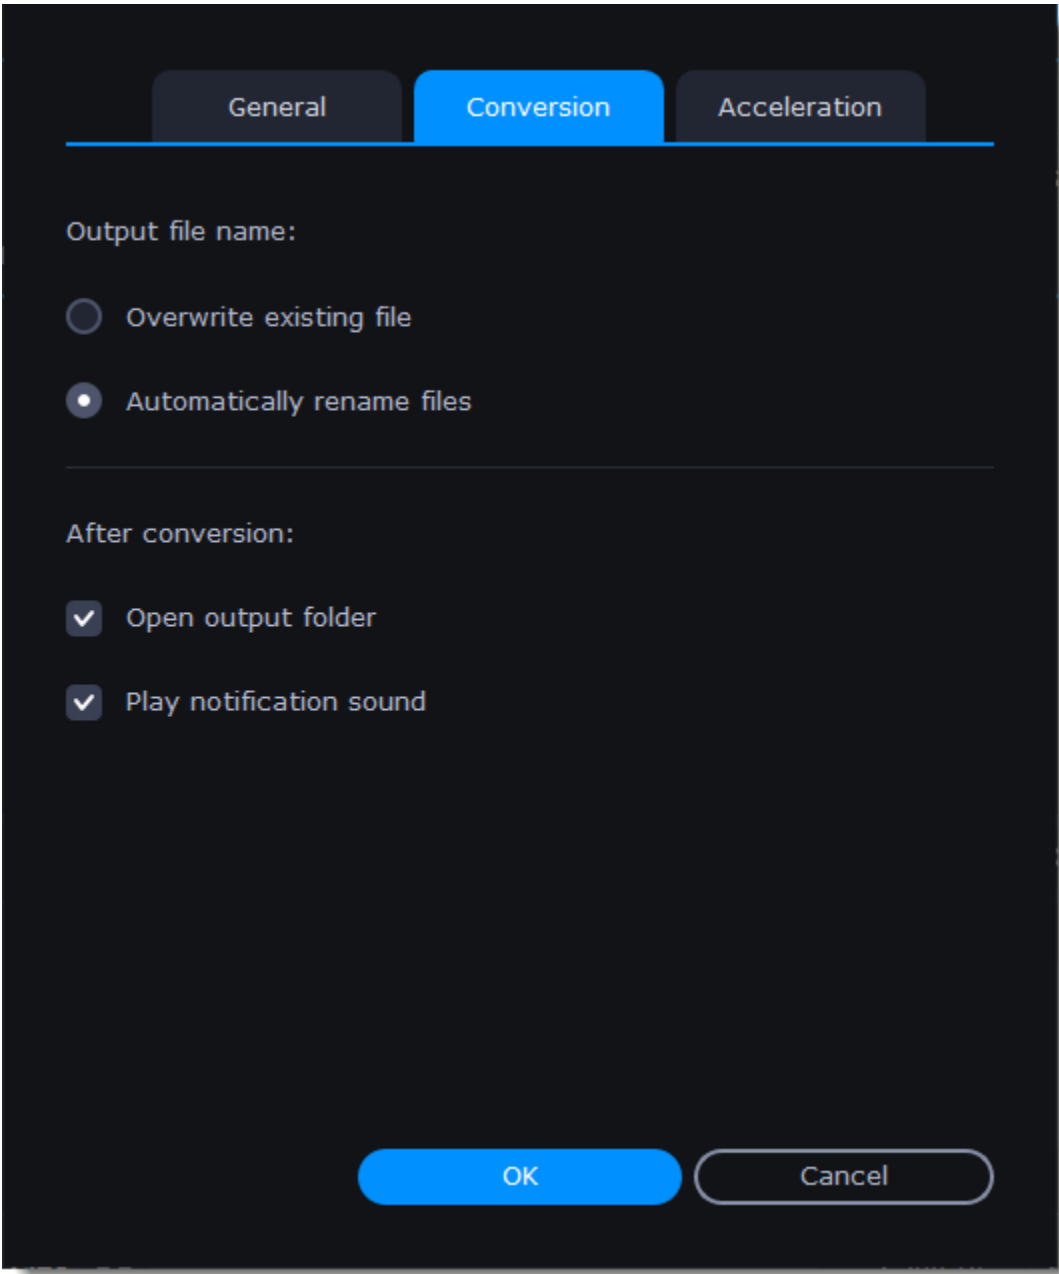 General Conversion Acceleration
Output file name:
Overwrite existing file
Automatically rename files
After conversion:
Open output folder
Play notification sound
OK Cancel